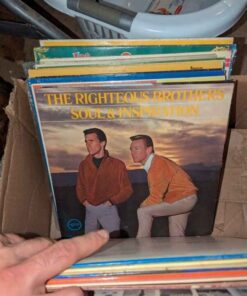 THE RIGHTEOUS BROTHERS
SOUL & INSPIRATION